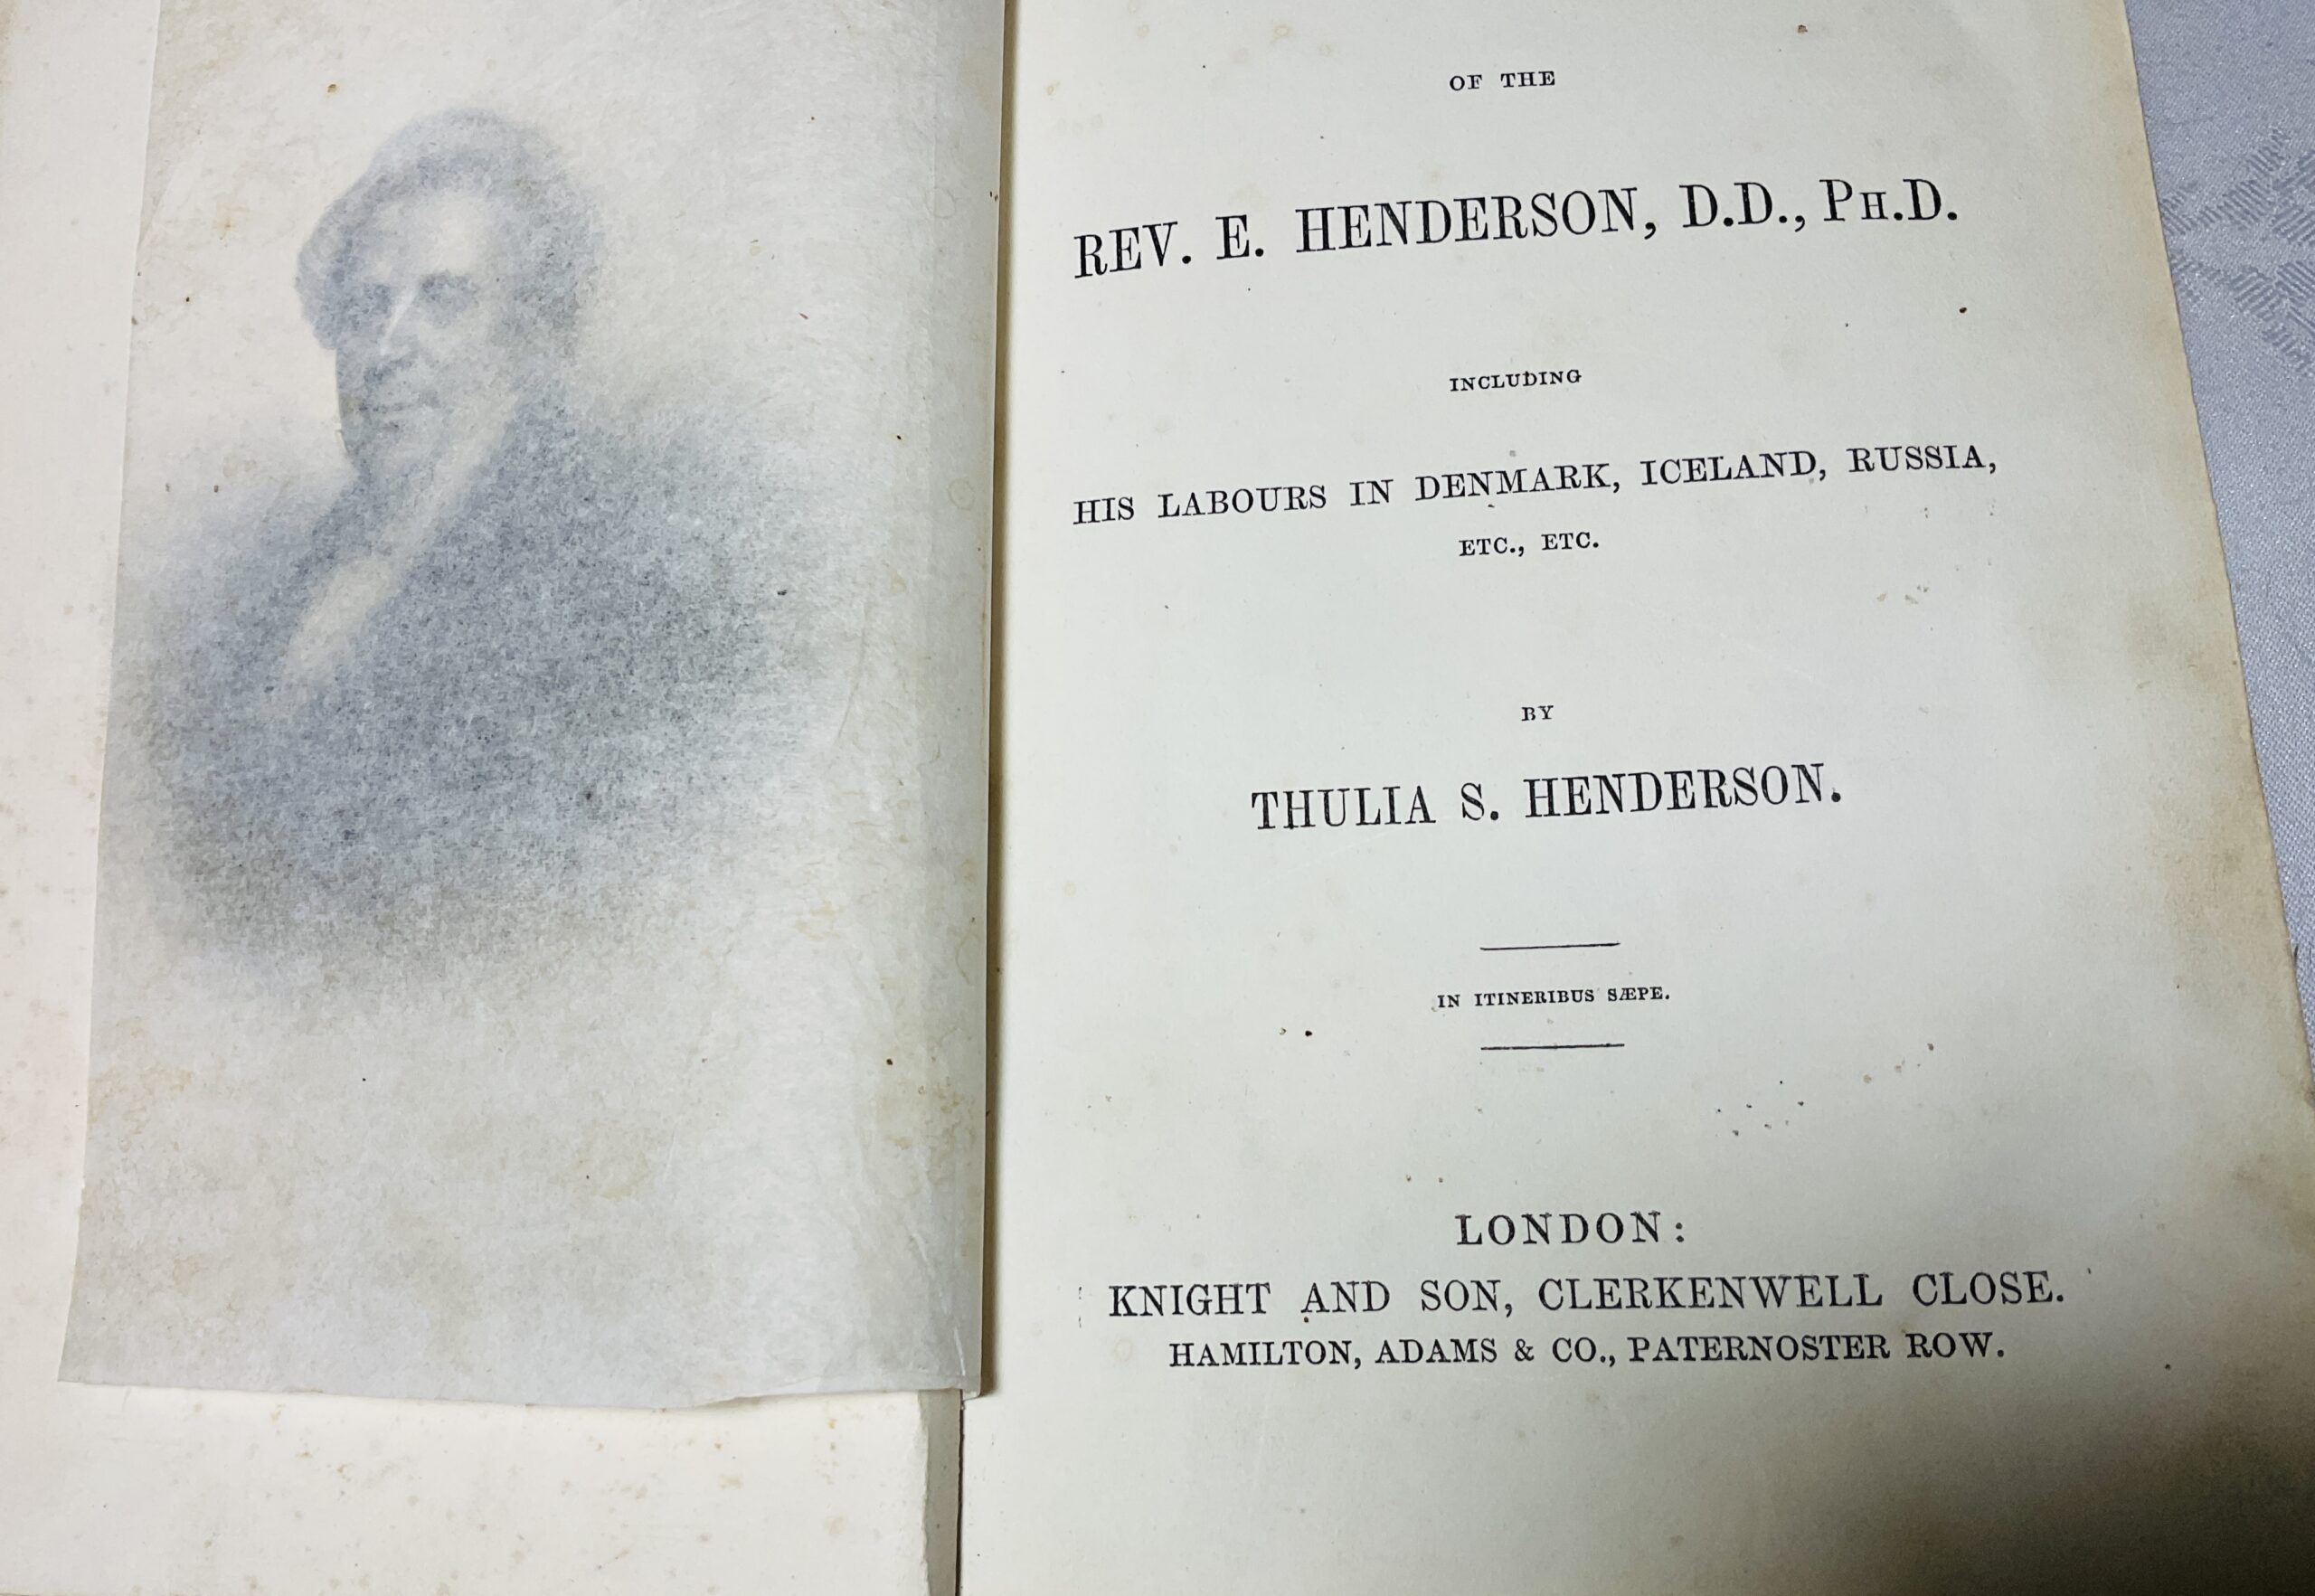 OF THE
REV. E. HENDERSON, D.D., PH.D.
INCLUDING
HIS LABOURS IN DENMARK, ICELAND, RUSSIA,
ETC., ETC.
BY
THULIA S. HENDERSON.
IN ITINERIBUS SÆPE.
LONDON:
KNIGHT AND SON, CLERKENWELL CLOSE.
HAMILTON, ADAMS & CO., PATERNOSTER ROW.